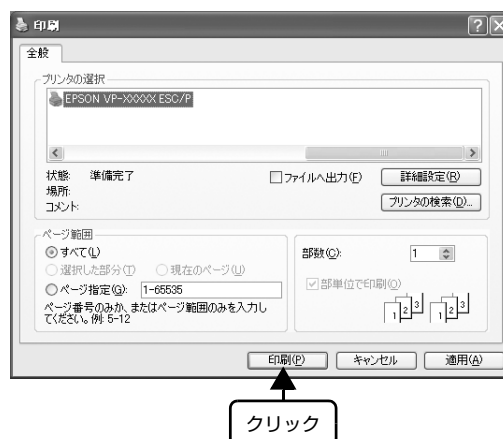 印刷
全般
プリンタの選択
EPSON VP-XXXXX ESC/P
状態: 準備完了
場所:
コメント:
ファイルへ出力(F)
詳細設定(R)
プリンタの検索(D)...
ページ範囲
すべて(L)
選択した部分(T) 現在のページ(U)
ページ指定(G): 1-65535
ページ番号のみか、またはページ範囲のみを入力し
てください。例: 5-12
部数(C): 1
部単位で印刷(O)
1 2 3 1 2 3
印刷(P) キャンセル 適用(A)
クリック